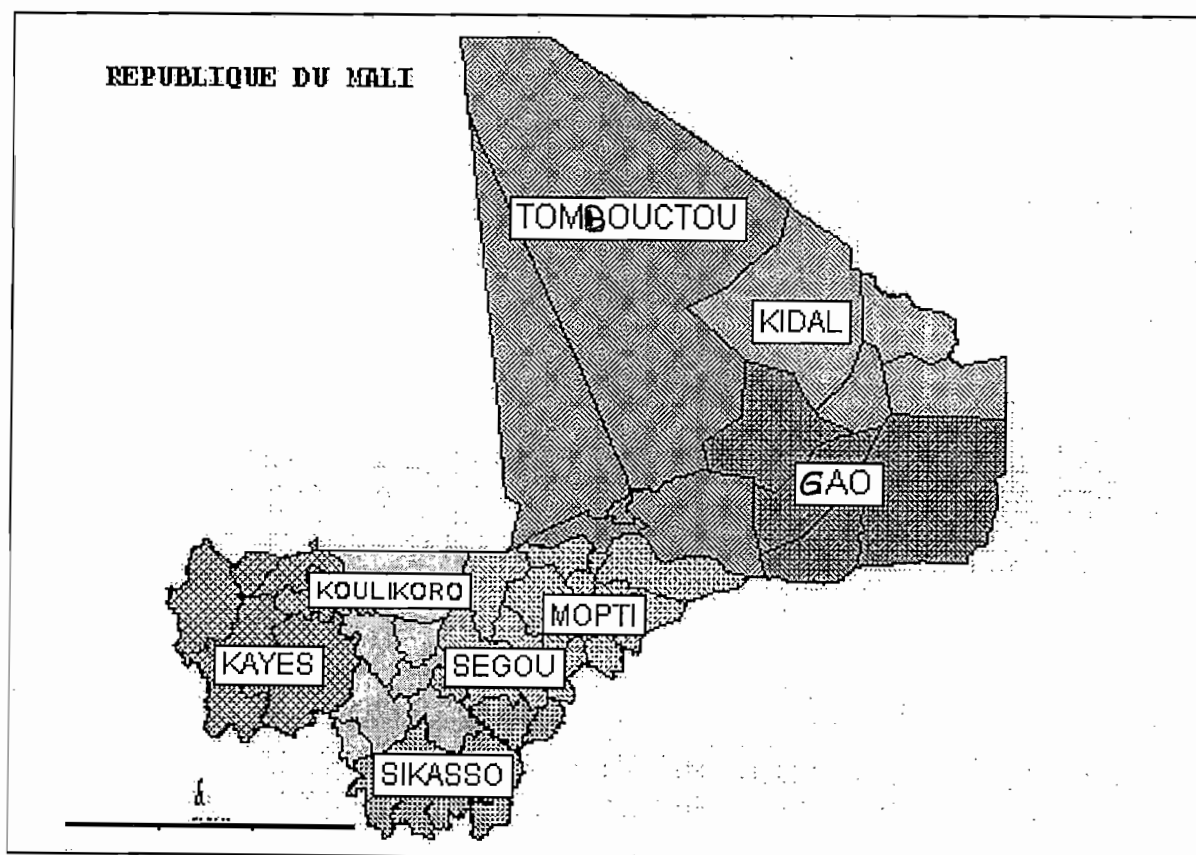 REPUBLIQUE DU MALI
TOMBOUCTOU
KIDAL
GAO
KOULIKORO
MOPTI
KAYES
SEGOU
SIKASSO